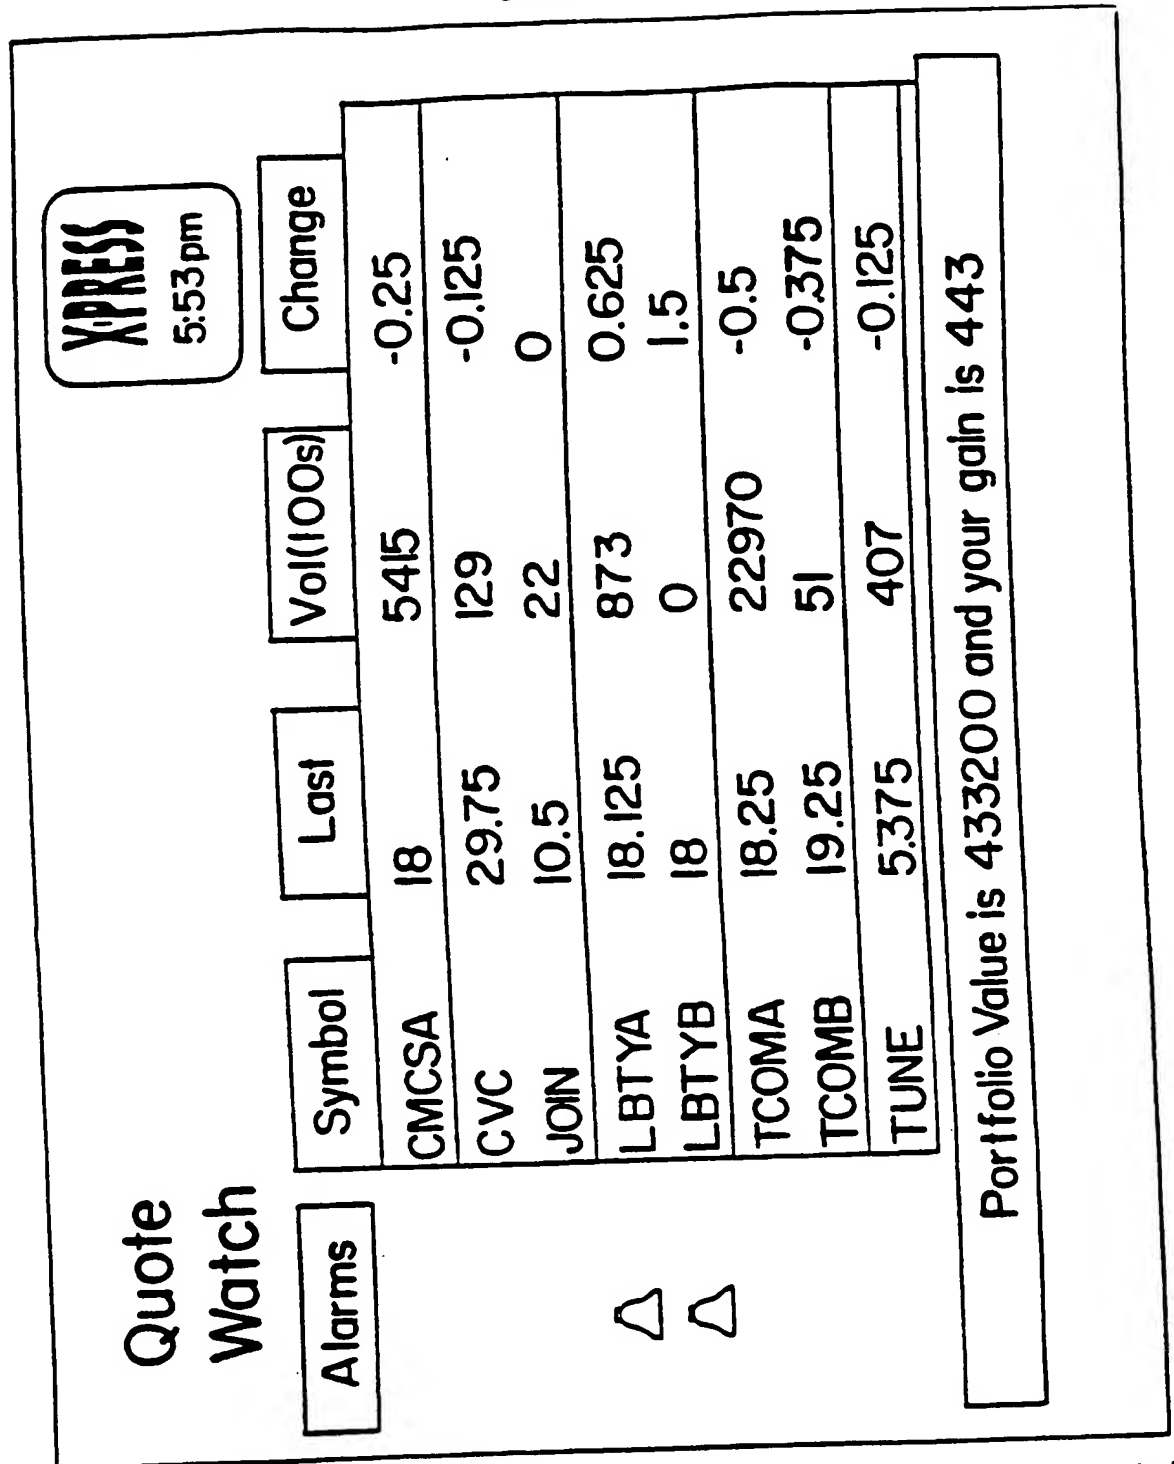 Quote
Watch
X·PRESS
5:53pm
Alarms Symbol Last Vol(100s) Change
CMCSA 18 5415 -0.25
CVC 29.75 129 -0.125
JOIN 10.5 22 0
LBTYA 18.125 873 0.625
LBTYB 18 0 1.5
TCOMA 18.25 22970 -0.5
TCOMB 19.25 51 -0.375
TUNE 5.375 407 -0.125
Portfolio Value is 433200 and your gain is 443